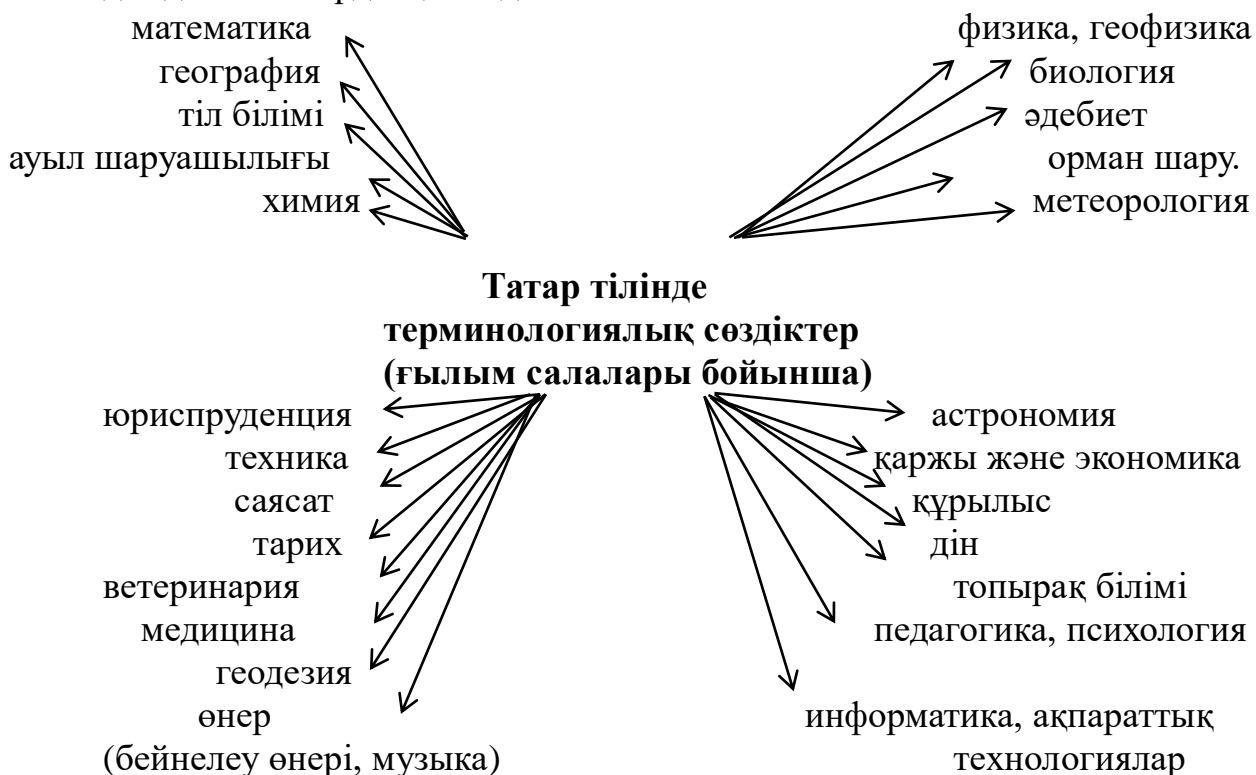 математика
география
тіл білімі
ауыл шаруашылығы
химия
физика, геофизика
биология
әдебиет
орман шару.
метеорология
Татар тілінде
терминологиялық сөздіктер
(ғылым салалары бойынша)
юриспруденция
техника
саясат
тарих
ветеринария
медицина
геодезия
өнер
(бейнелеу өнері, музыка)
астрономия
қаржы және экономика
құрылыс
дін
топырақ білімі
педагогика, психология
информатика, ақпараттық
технологиялар